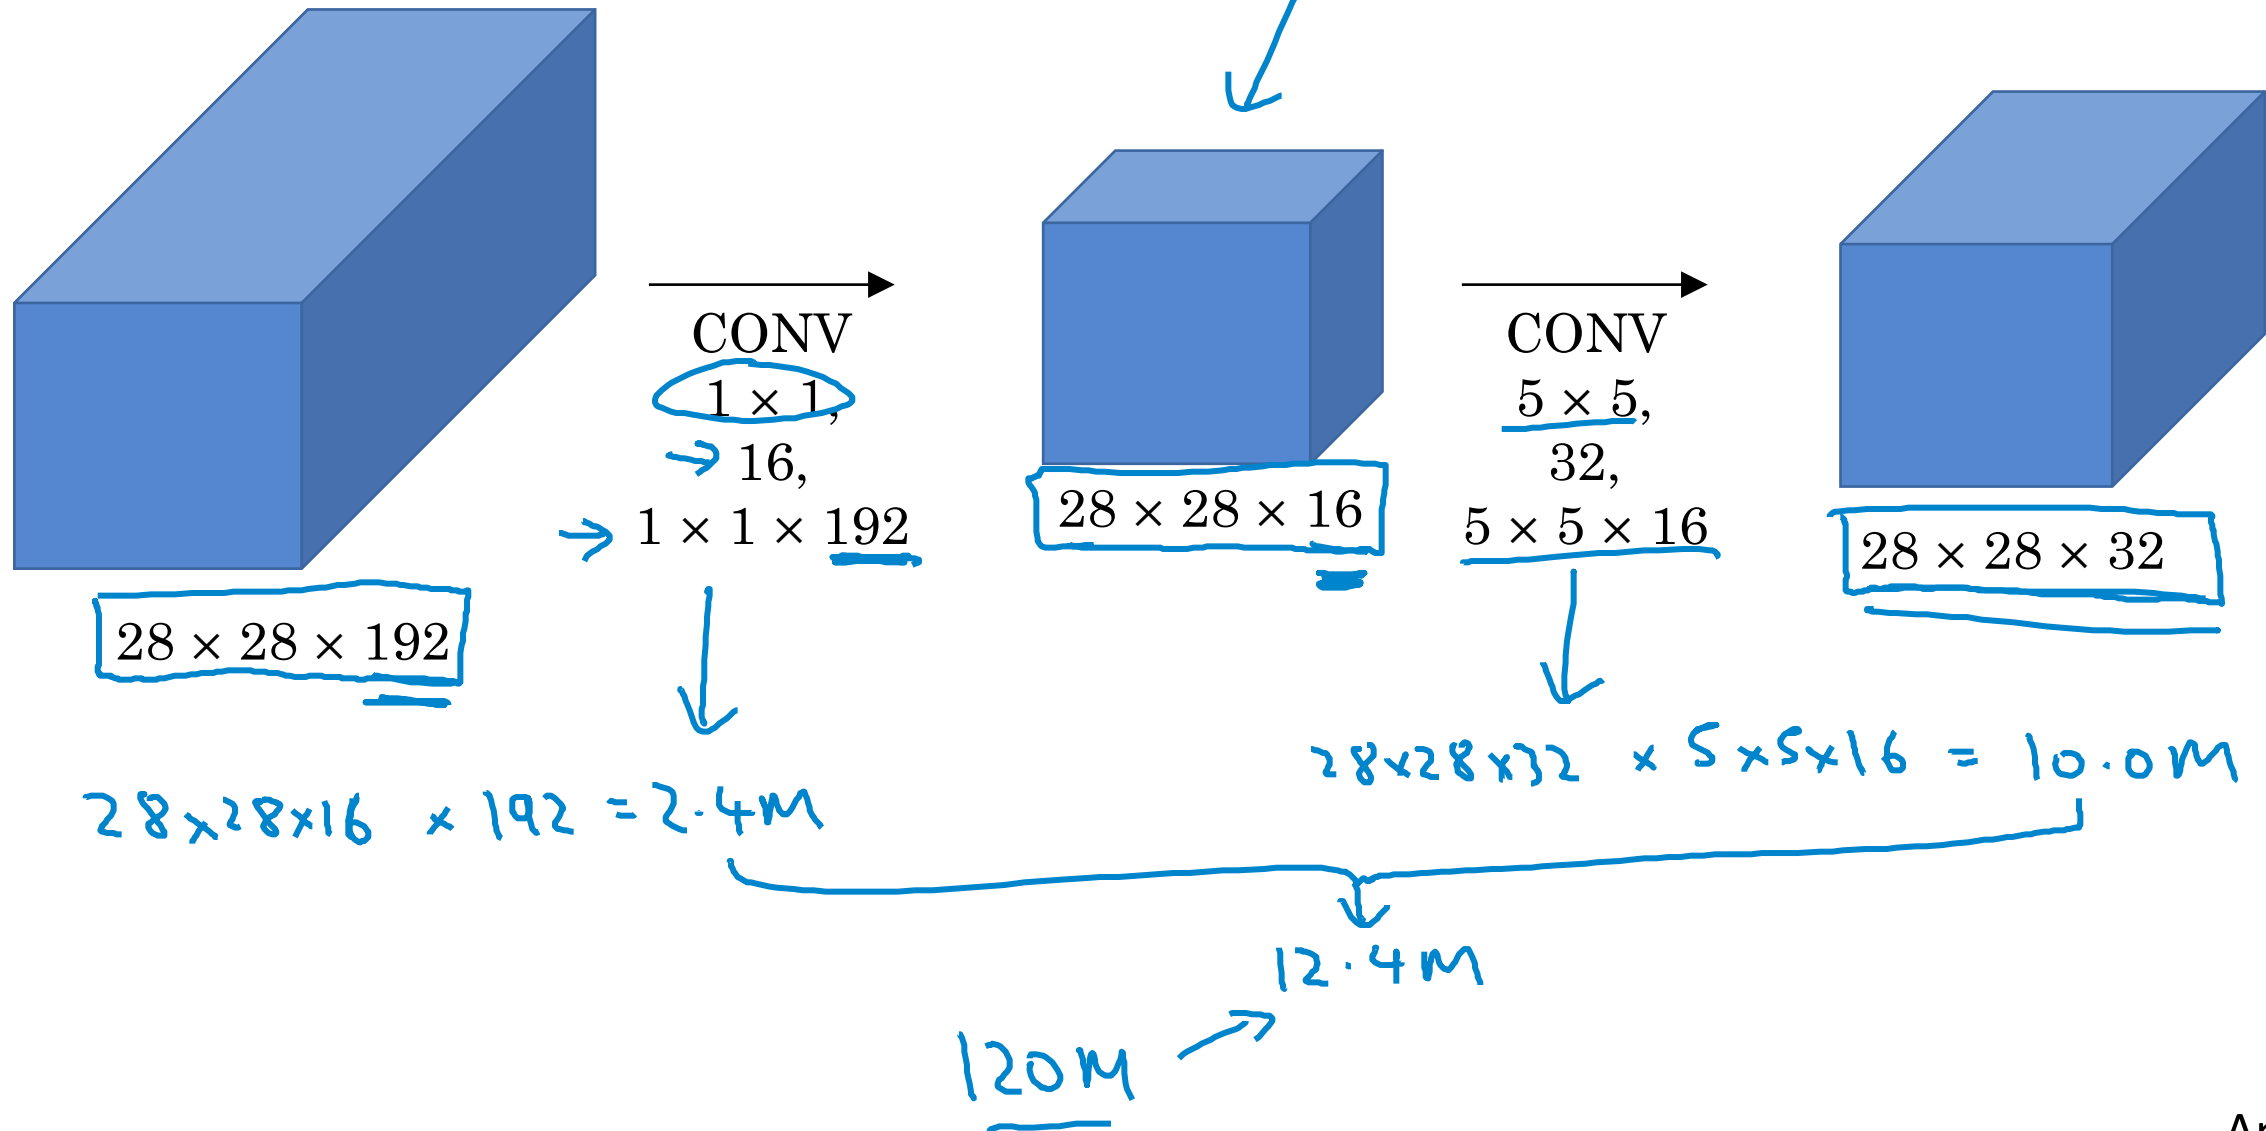 CONV
1 × 1,
16,
1 × 1 × 192
28 × 28 × 192
28 × 28 × 16
CONV
5 × 5,
32,
5 × 5 × 16
28 × 28 × 32
28×28×16 × 192 = 2.4M
28×28×32 × 5×5×16 = 10.0M
12.4M
120M